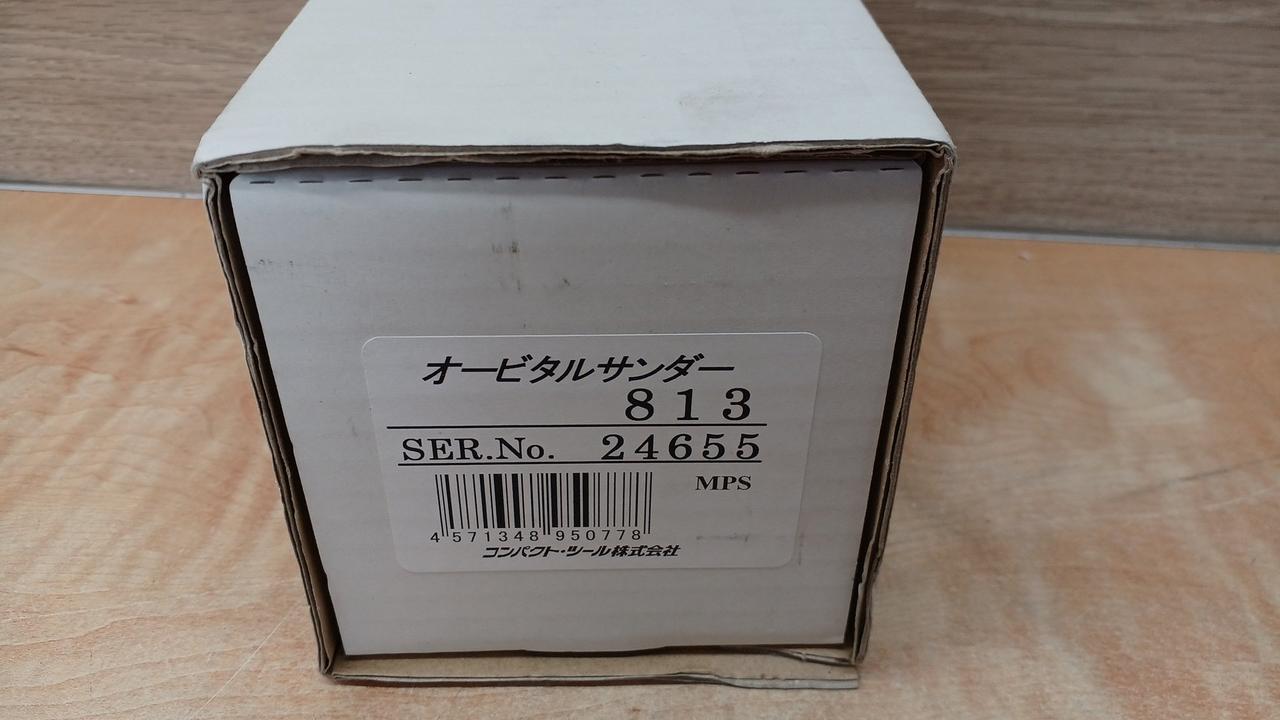 オービタルサンダー
813
SER.No. 24655
MPS
4 571348 950778
コンパクト・ツール株式会社